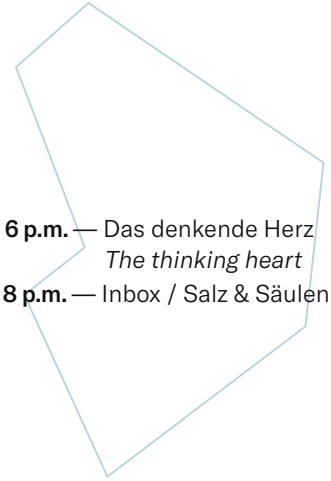 6 p.m. — Das denkende Herz
The thinking heart
8 p.m. — Inbox / Salz & Säulen